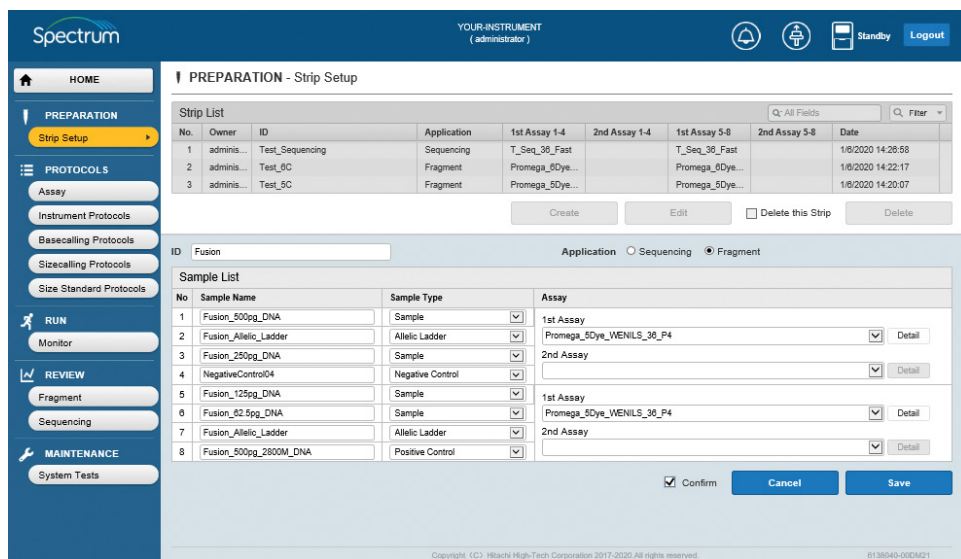 Spectrum
YOUR-INSTRUMENT
( administrator )
Standby
Logout
HOME
PREPARATION
Strip Setup
PROTOCOLS
Assay
Instrument Protocols
Basecalling Protocols
Sizecalling Protocols
Size Standard Protocols
RUN
Monitor
REVIEW
Fragment
Sequencing
MAINTENANCE
System Tests
PREPARATION - Strip Setup
Strip List All Fields Filter
No. Owner ID Application 1st Assay 1-4 2nd Assay 1-4 1st Assay 5-8 2nd Assay 5-8 Date
1 adminis... Test_Sequencing Sequencing T_Seq_36_Fast T_Seq_36_Fast 1/6/2020 14:26:58
2 adminis... Test_6C Fragment Promega_6Dye... Promega_6Dye... 1/6/2020 14:22:17
3 adminis... Test_5C Fragment Promega_5Dye... Promega_5Dye... 1/6/2020 14:20:07
Create Edit Delete this Strip Delete
ID Fusion Application Sequencing Fragment
Sample List
No Sample Name Sample Type Assay
1 Fusion_500pg_DNA Sample
2 Fusion_Allelic_Ladder Allelic Ladder
3 Fusion_250pg_DNA Sample
4 NegativeControl04 Negative Control
1st Assay
Promega_5Dye_WENILS_36_P4 Detail
2nd Assay
Detail
5 Fusion_125pg_DNA Sample
6 Fusion_62.5pg_DNA Sample
7 Fusion_Allelic_Ladder Allelic Ladder
8 Fusion_500pg_2800M_DNA Positive Control
1st Assay
Promega_5Dye_WENILS_36_P4 Detail
2nd Assay
Detail
Confirm Cancel Save
Copyright (C) Hitachi High-Tech Corporation 2017-2020.All rights reserved. 6138040-00DM21